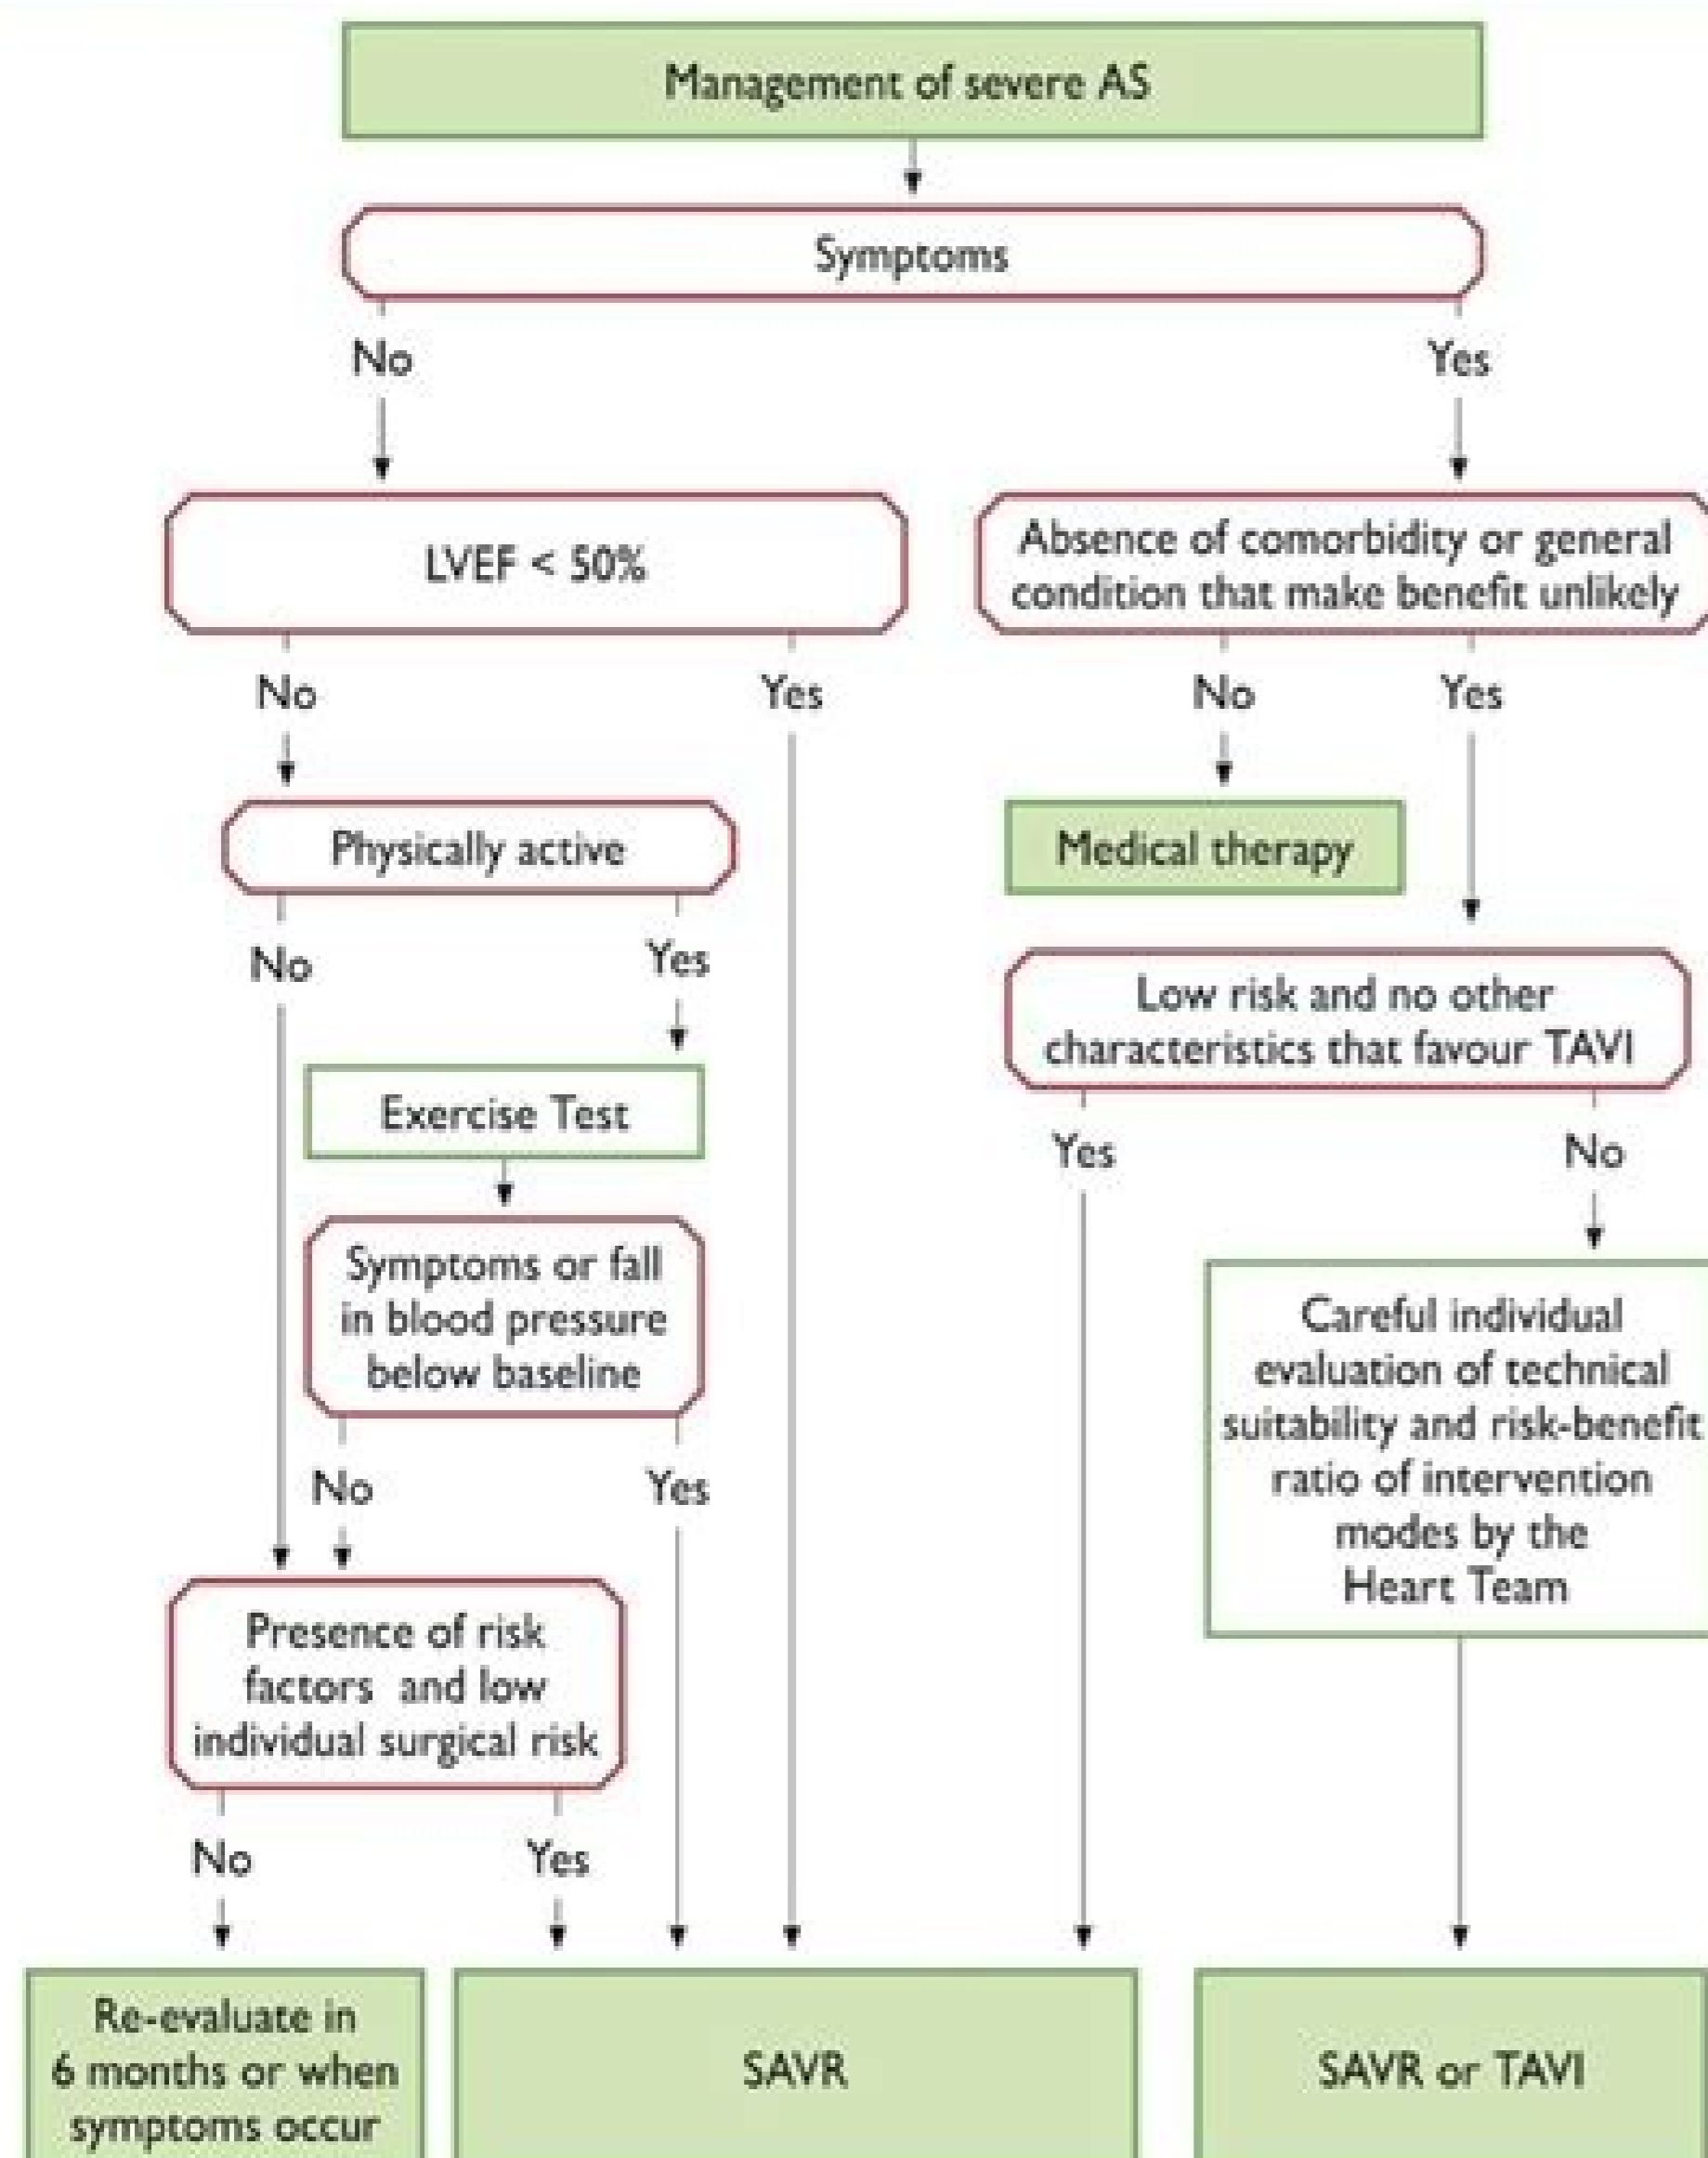 Management of severe AS
Symptoms
No
Yes
LVEF < 50%
Absence of comorbidity or general
condition that make benefit unlikely
No
Yes
No
Yes
Physically active
Medical therapy
No
Yes
Low risk and no other
characteristics that favour TAVI
Exercise Test
Yes
No
Symptoms or fall
in blood pressure
below baseline
Careful individual
evaluation of technical
suitability and risk-benefit
ratio of intervention
modes by the
Heart Team
No
Yes
Presence of risk
factors and low
individual surgical risk
No
Yes
Re-evaluate in
6 months or when
symptoms occur
SAVR
SAVR or TAVI